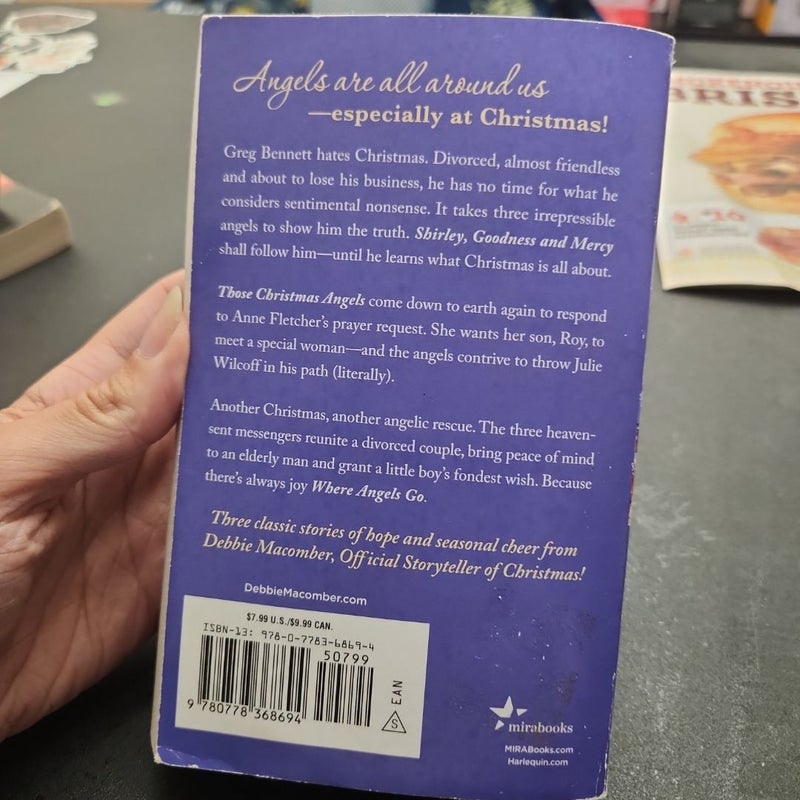 Angels are all around us
—especially at Christmas!
Greg Bennett hates Christmas. Divorced, almost friendless
and about to lose his business, he has no time for what he
considers sentimental nonsense. It takes three irrepressible
angels to show him the truth. Shirley, Goodness and Mercy
shall follow him—until he learns what Christmas is all about.
Those Christmas Angels come down to earth again to respond
to Anne Fletcher's prayer request. She wants her son, Roy, to
meet a special woman—and the angels contrive to throw Julie
Wilcoff in his path (literally).
Another Christmas, another angelic rescue. The three heaven-
sent messengers reunite a divorced couple, bring peace of mind
to an elderly man and grant a little boy's fondest wish. Because
there's always joy Where Angels Go.
Three classic stories of hope and seasonal cheer from
Debbie Macomber, Official Storyteller of Christmas!
DebbieMacomber.com
$7.99 U.S./$9.99 CAN.
ISBN-13: 978-0-7783-6869-4
50799
9 780778 368694
EAN
S
mirabooks
MIRABooks.com
Harlequin.com
BRIS